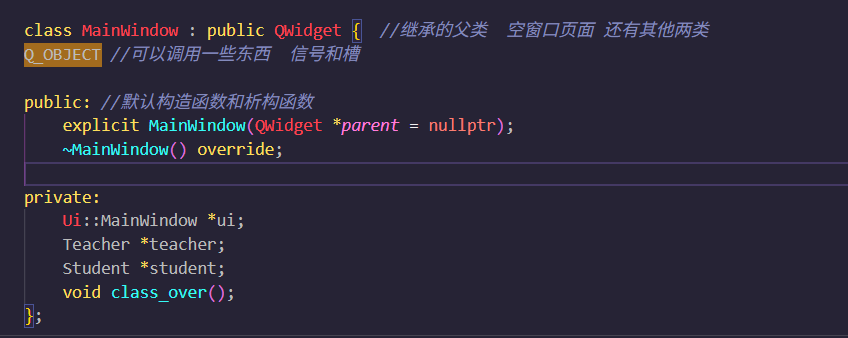 class MainWindow : public QWidget {  //继承的父类  空窗口页面 还有其他两类
Q_OBJECT //可以调用一些东西  信号和槽
public: //默认构造函数和析构函数
    explicit MainWindow(QWidget *parent = nullptr);
    ~MainWindow() override;
private:
    Ui::MainWindow *ui;
    Teacher *teacher;
    Student *student;
    void class_over();
};